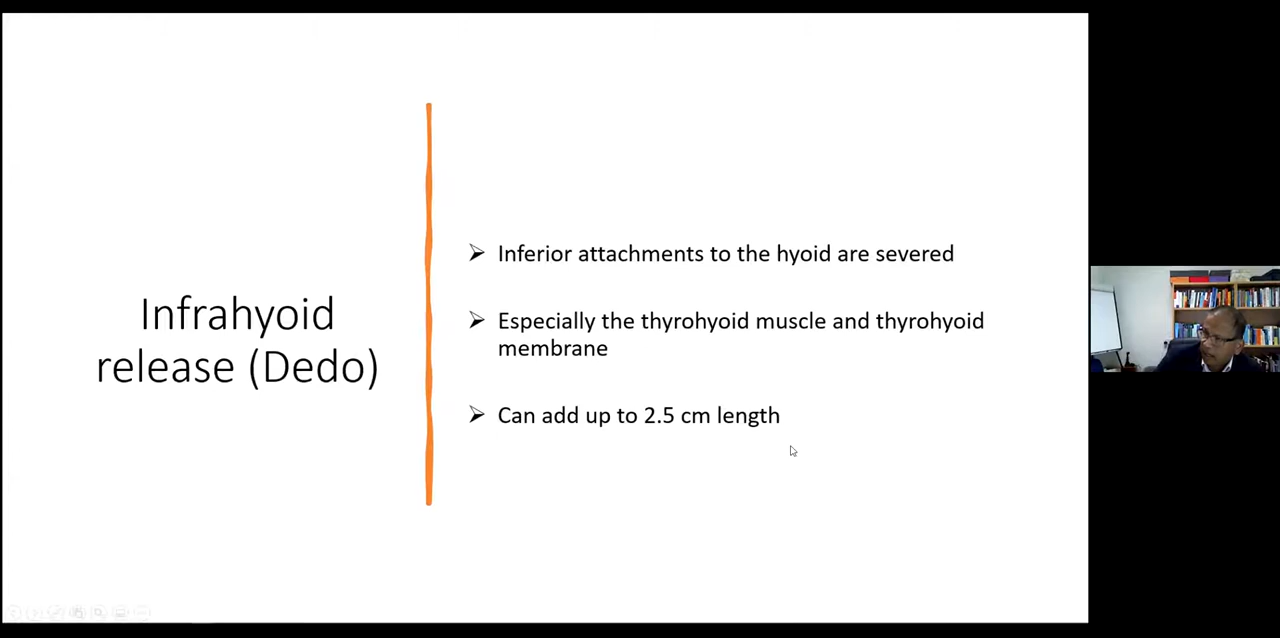 Infrahyoid
release (Dedo)
Inferior attachments to the hyoid are severed
Especially the thyrohyoid muscle and thyrohyoid
membrane
Can add up to 2.5 cm length